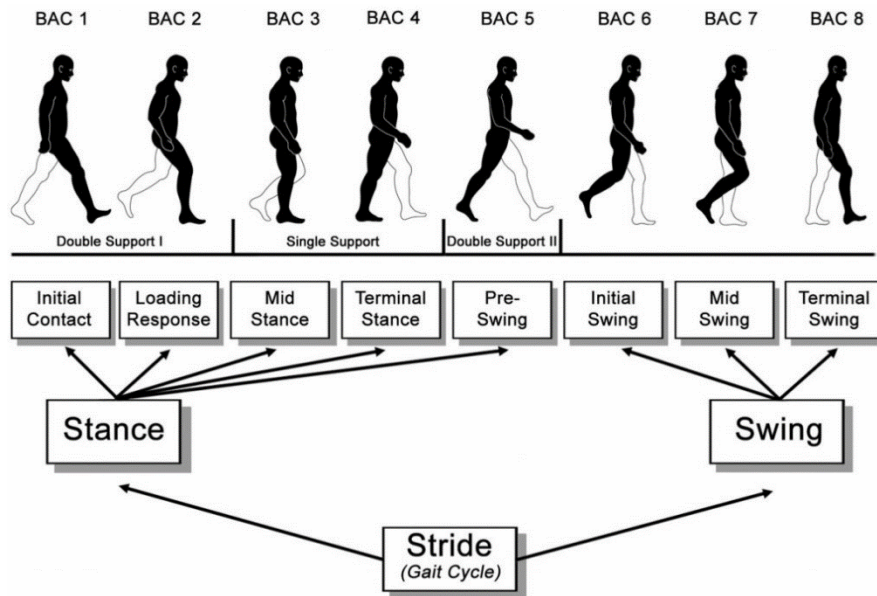 BAC 1 BAC 2 BAC 3 BAC 4 BAC 5 BAC 6 BAC 7 BAC 8
Double Support I Single Support Double Support II
Initial
Contact
Loading
Response
Mid
Stance
Terminal
Stance
Pre-
Swing
Initial
Swing
Mid
Swing
Terminal
Swing
Stance
Swing
Stride
(Gait Cycle)